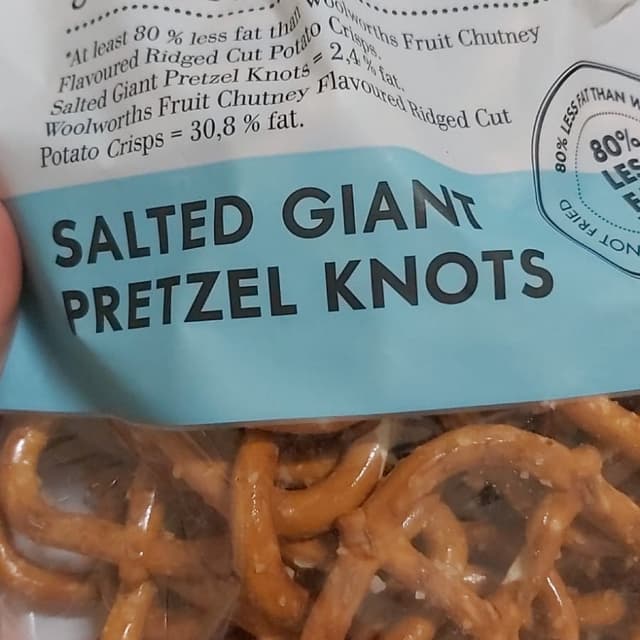 *At least 80 % less fat than Woolworths Fruit Chutney
Flavoured Ridged Cut Potato Crisps.
Salted Giant Pretzel Knots = 2,4 % fat.
Woolworths Fruit Chutney Flavoured Ridged Cut
Potato Crisps = 30,8 % fat.
SALTED GIANT
PRETZEL KNOTS
80% LESS FAT THAN
80%
NOT FRIED